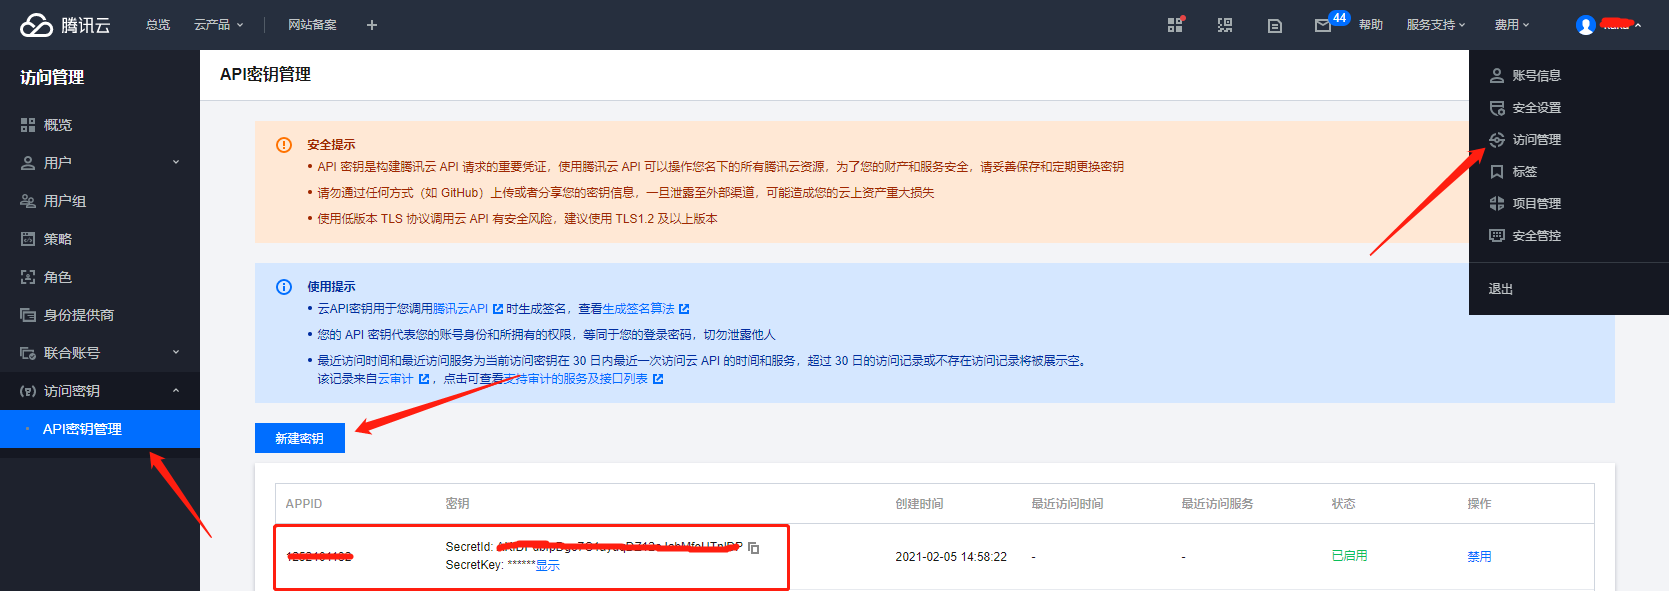 腾讯云
总览
云产品
网站备案
44
帮助
服务支持
费用
访问管理
概览
用户
用户组
策略
角色
身份提供商
联合账号
访问密钥
API密钥管理
API密钥管理
账号信息
安全设置
访问管理
标签
项目管理
安全管控
退出
安全提示
• API 密钥是构建腾讯云 API 请求的重要凭证，使用腾讯云 API 可以操作您名下的所有腾讯云资源，为了您的财产和服务安全，请妥善保存和定期更换密钥
• 请勿通过任何方式（如 GitHub）上传或者分享您的密钥信息，一旦泄露至外部渠道，可能造成您的云上资产重大损失
• 使用低版本 TLS 协议调用云 API 有安全风险，建议使用 TLS1.2 及以上版本
使用提示
• 云API密钥用于您调用腾讯云API 时生成签名，查看生成签名算法
• 您的 API 密钥代表您的账号身份和所拥有的权限，等同于您的登录密码，切勿泄露他人
• 最近访问时间和最近访问服务为当前访问密钥在 30 日内最近一次访问云 API 的时间和服务，超过 30 日的访问记录或不存在访问记录将被展示空。
该记录来自云审计 ，点击可查看支持审计的服务及接口列表
新建密钥
APPID 密钥 创建时间 最近访问时间 最近访问服务 状态 操作
SecretId:
SecretKey: ******显示
2021-02-05 14:58:22 - - 已启用 禁用